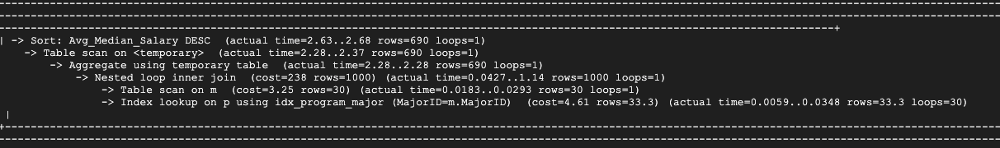 | -> Sort: Avg_Median_Salary DESC  (actual time=2.63..2.68 rows=690 loops=1)
    -> Table scan on <temporary>  (actual time=2.28..2.37 rows=690 loops=1)
        -> Aggregate using temporary table  (actual time=2.28..2.28 rows=690 loops=1)
            -> Nested loop inner join  (cost=238 rows=1000) (actual time=0.0427..1.14 rows=1000 loops=1)
                -> Table scan on m  (cost=3.25 rows=30) (actual time=0.0183..0.0293 rows=30 loops=1)
                -> Index lookup on p using idx_program_major (MajorID=m.MajorID)  (cost=4.61 rows=33.3) (actual time=0.0059..0.0348 rows=33.3 loops=30)
|